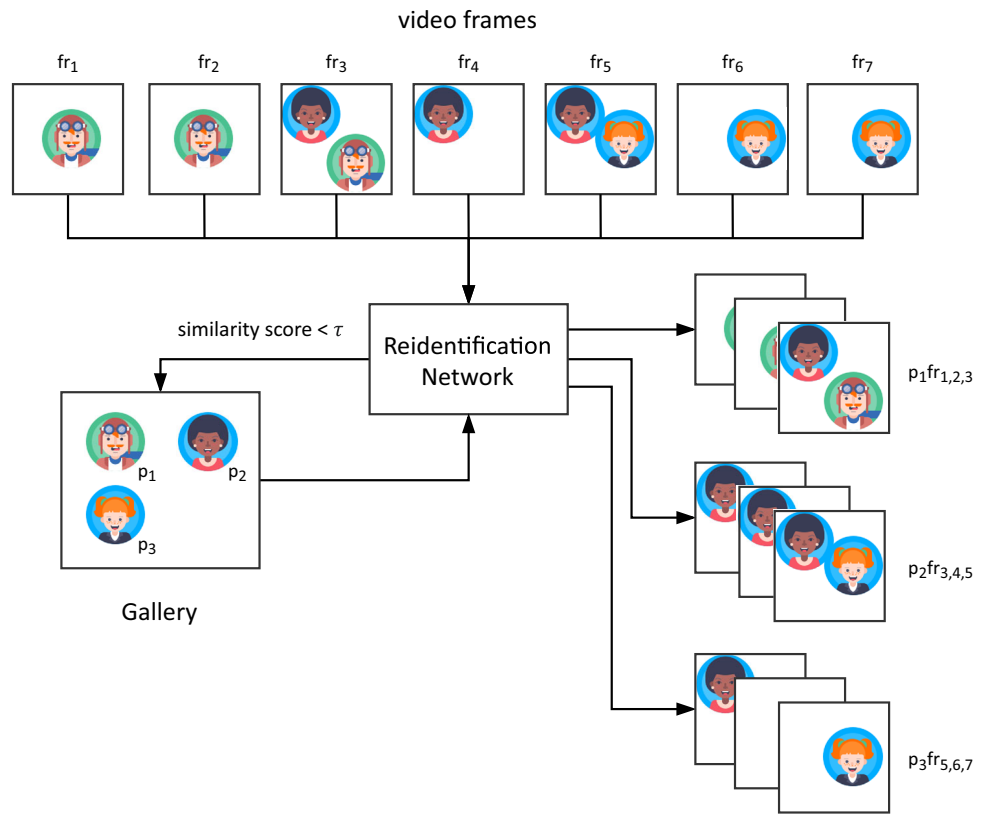 video frames
fr₁ fr₂ fr₃ fr₄ fr₅ fr₆ fr₇
similarity score < τ
Reidentification
Network
p₁fr₁,₂,₃
p₁ p₂
p₃
p₂fr₃,₄,₅
Gallery
p₃fr₅,₆,₇